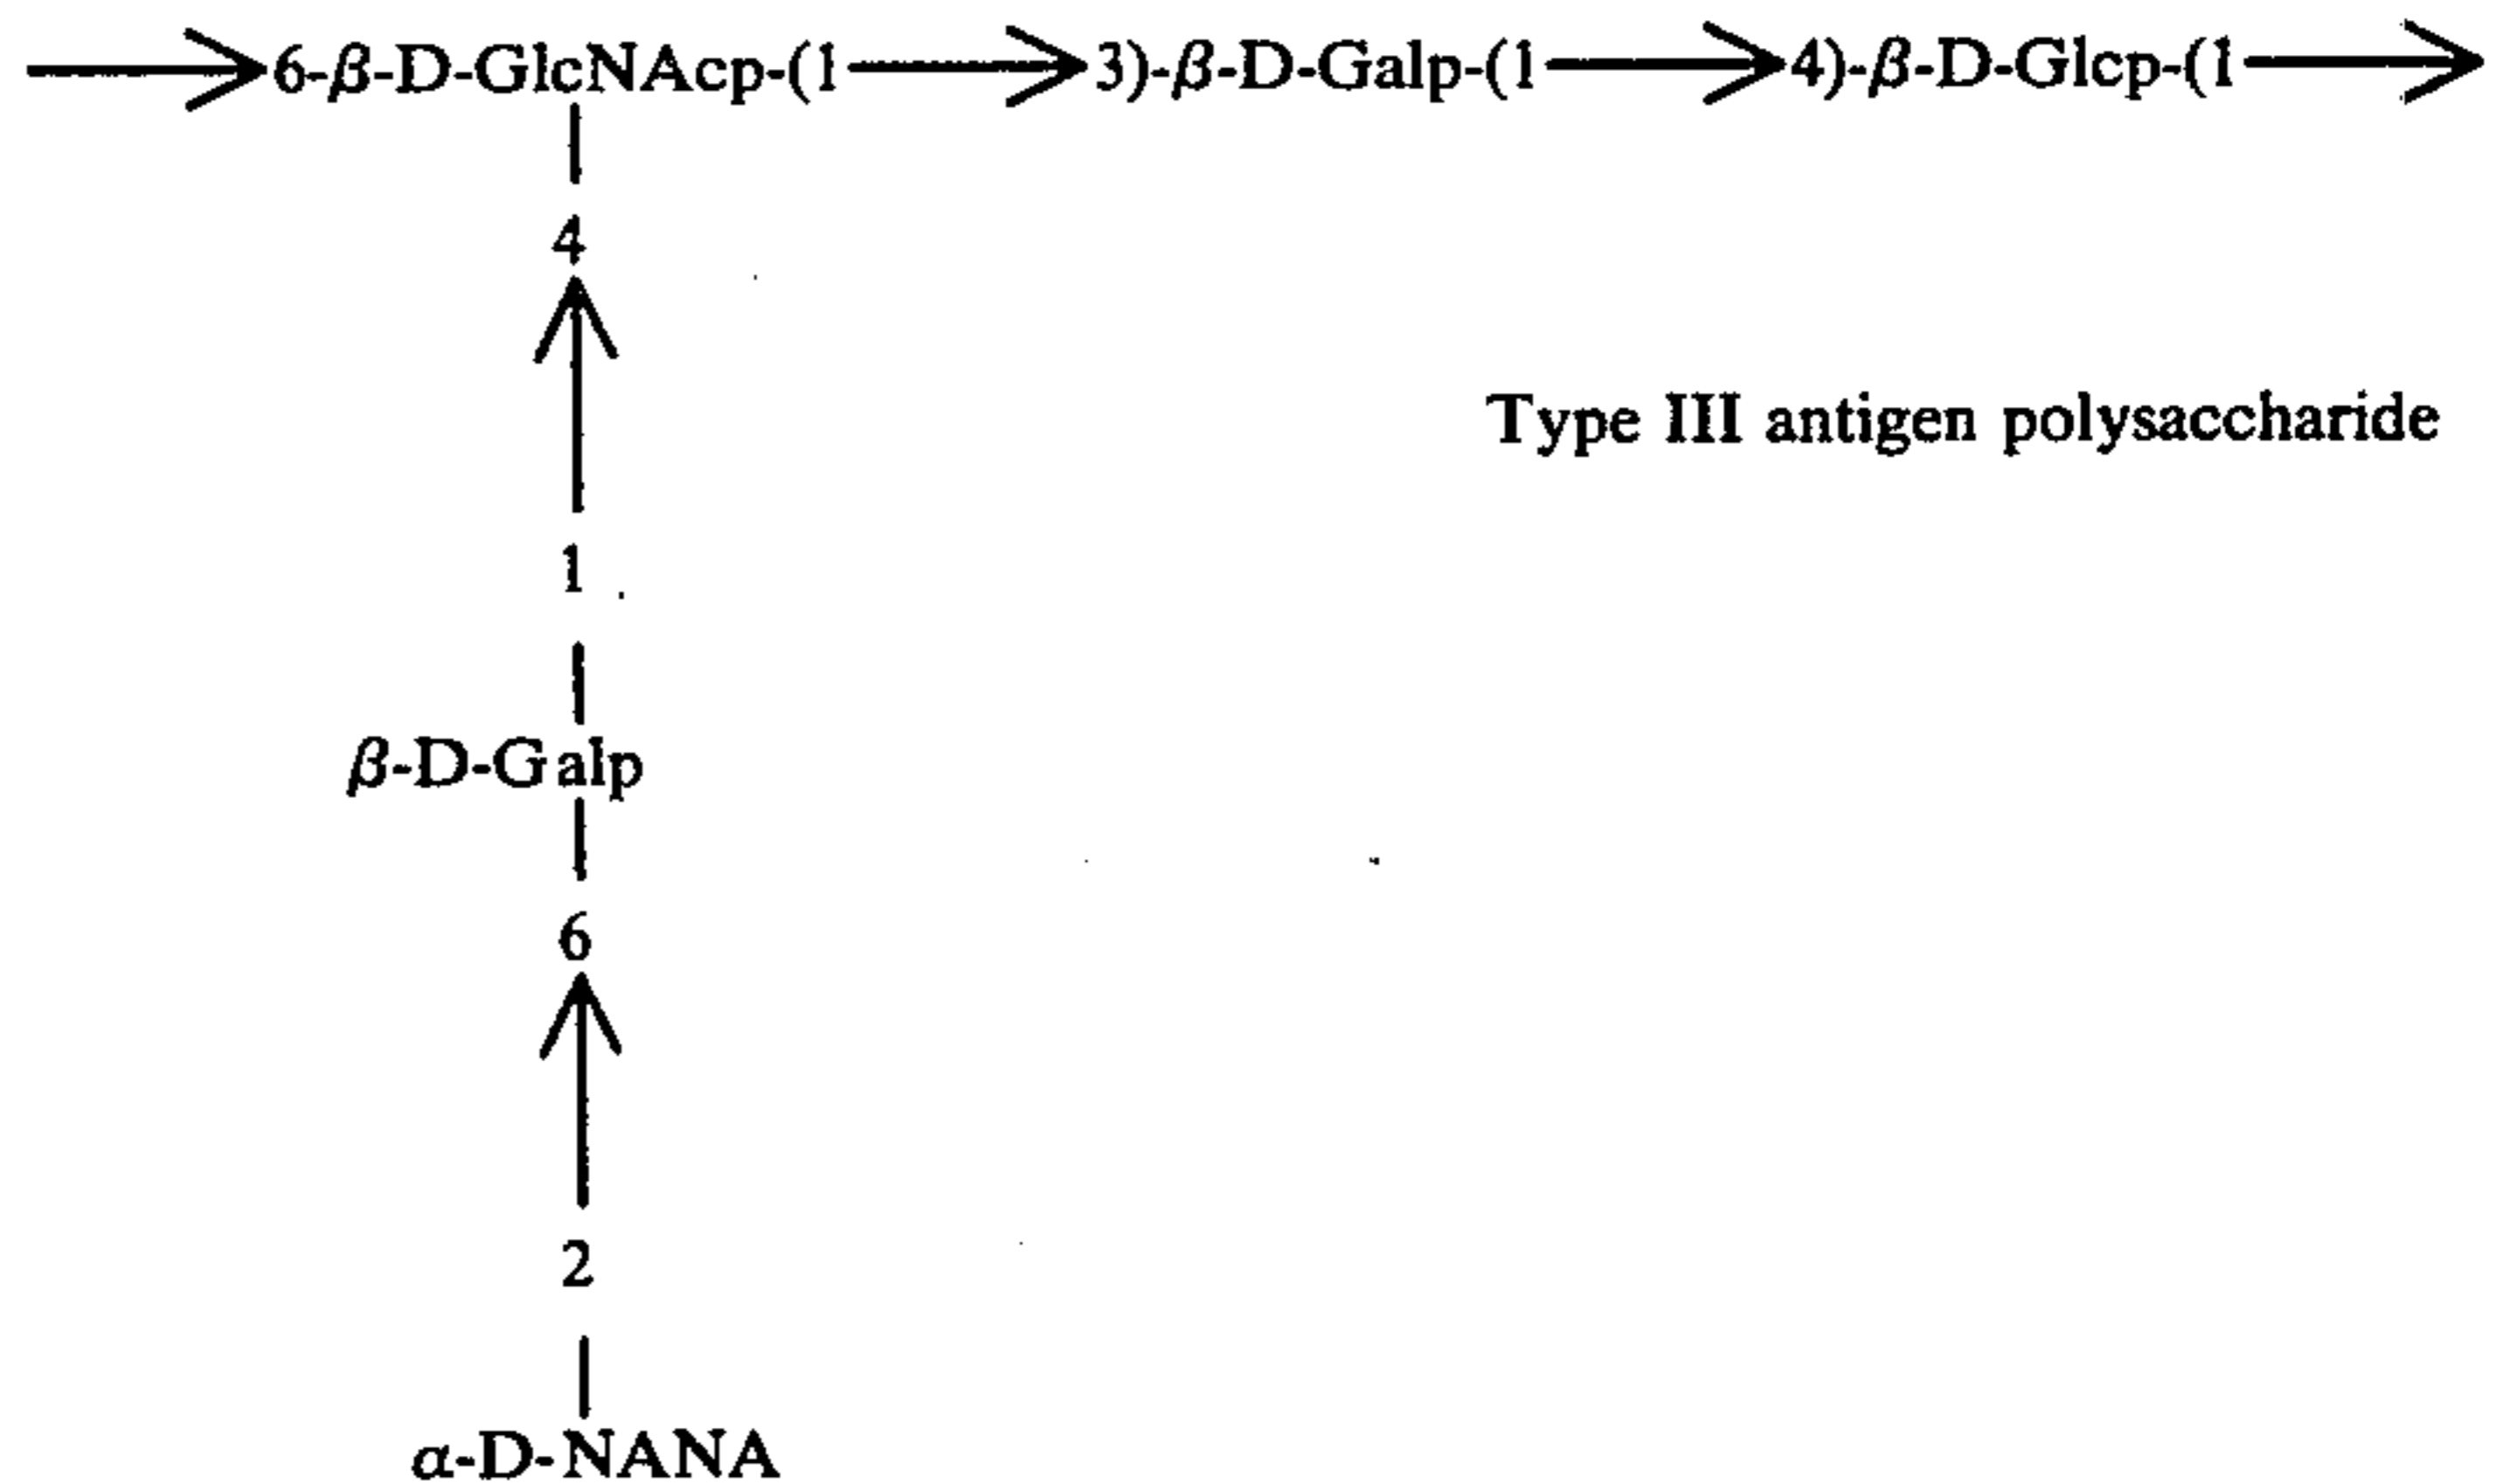 6-β-D-GlcNAcp-(1 3)-β-D-Galp-(1 4)-β-D-Glcp-(1
4
Type III antigen polysaccharide
1
β-D-Galp
6
2
α-D-NANA